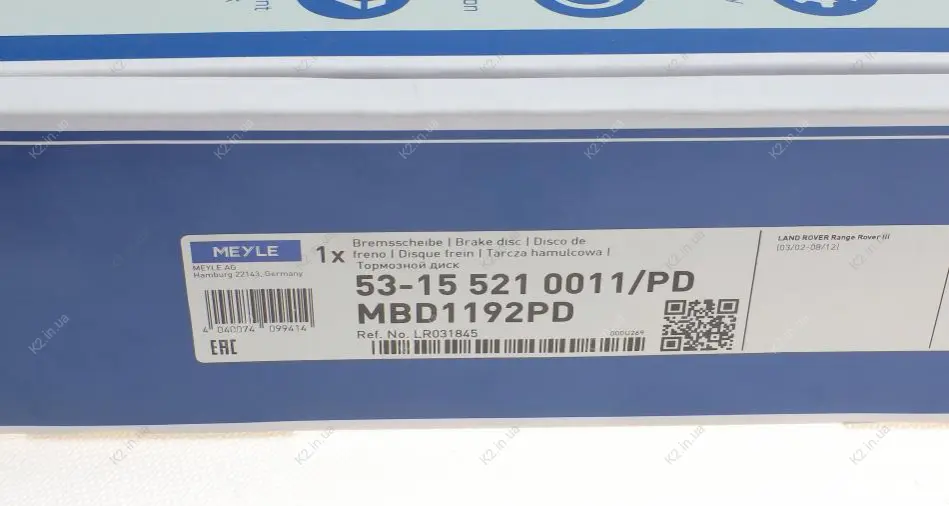 MEYLE
MEYLE AG
Hamburg 22143, Germany
4 040074 099414
EAC
1x
Bremsscheibe | Brake disc | Disco de
freno | Disque frein | Tarcza hamulcowa |
Тормозной диск
53-15 521 0011/PD
MBD1192PD
Ref. No. LR031845
000U269
LAND ROVER Range Rover III
(03/02-08/12)
K2.in.ua